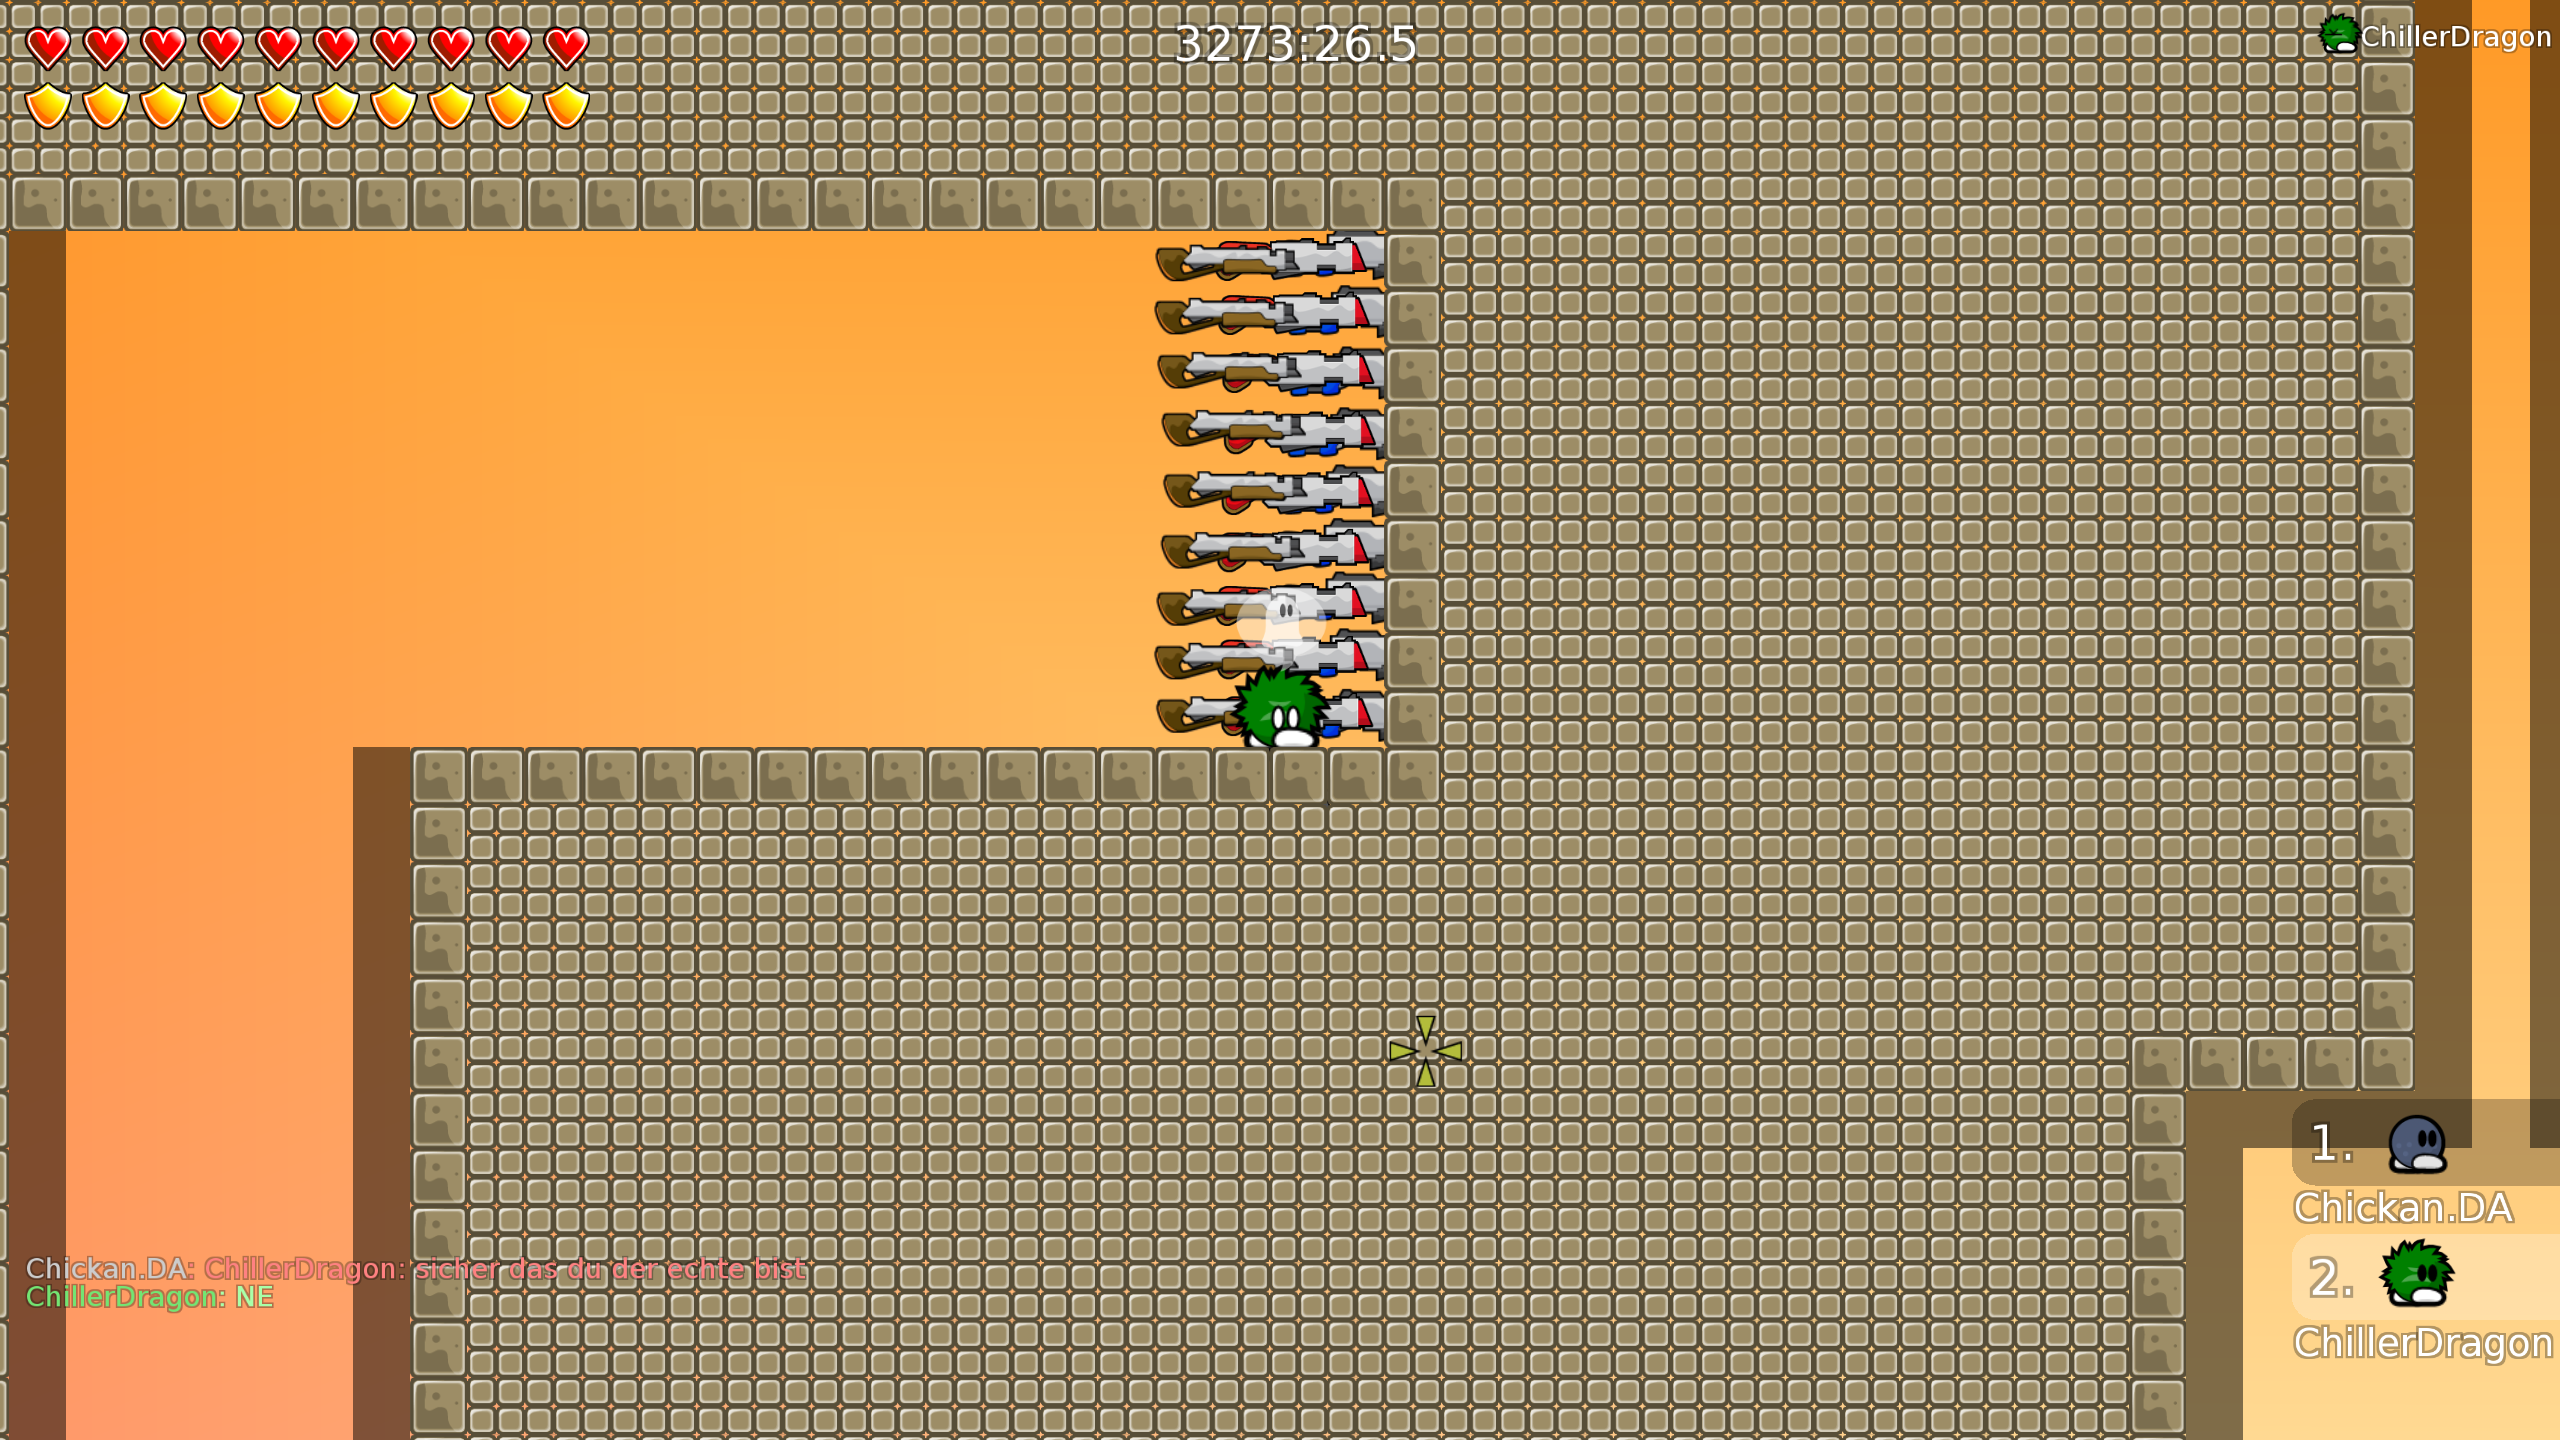 3273:26.5
ChillerDragon
1.
Chickan.DA
2.
ChillerDragon
Chickan.DA: ChillerDragon: sicher das du der echte bist
ChillerDragon: NE